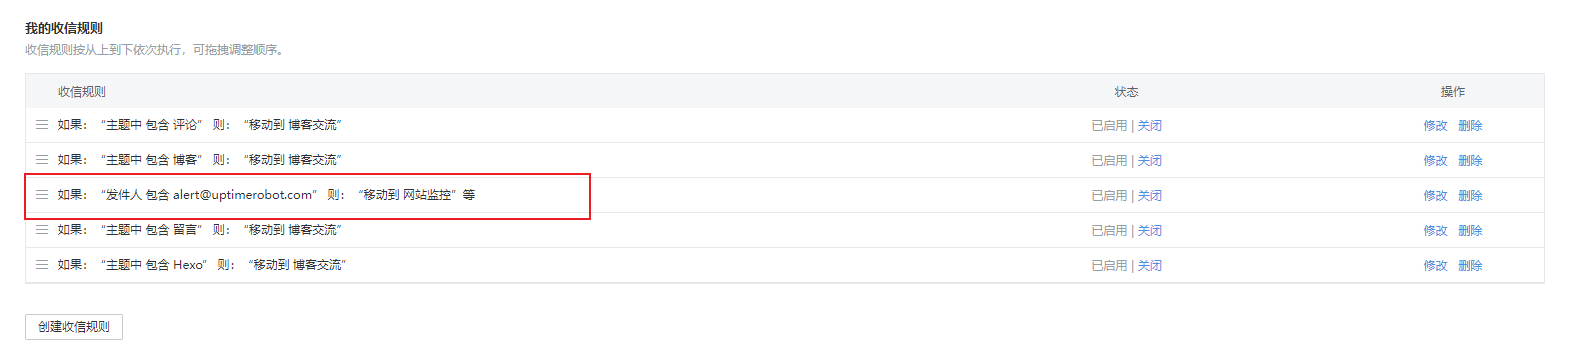 我的收信规则
收信规则按从上到下依次执行，可拖拽调整顺序。
收信规则 状态 操作
如果：“主题中 包含 评论” 则：“移动到 博客交流” 已启用 | 关闭 修改 删除
如果：“主题中 包含 博客” 则：“移动到 博客交流” 已启用 | 关闭 修改 删除
如果：“发件人 包含 alert@uptimerobot.com” 则：“移动到 网站监控”等 已启用 | 关闭 修改 删除
如果：“主题中 包含 留言” 则：“移动到 博客交流” 已启用 | 关闭 修改 删除
如果：“主题中 包含 Hexo” 则：“移动到 博客交流” 已启用 | 关闭 修改 删除
创建收信规则